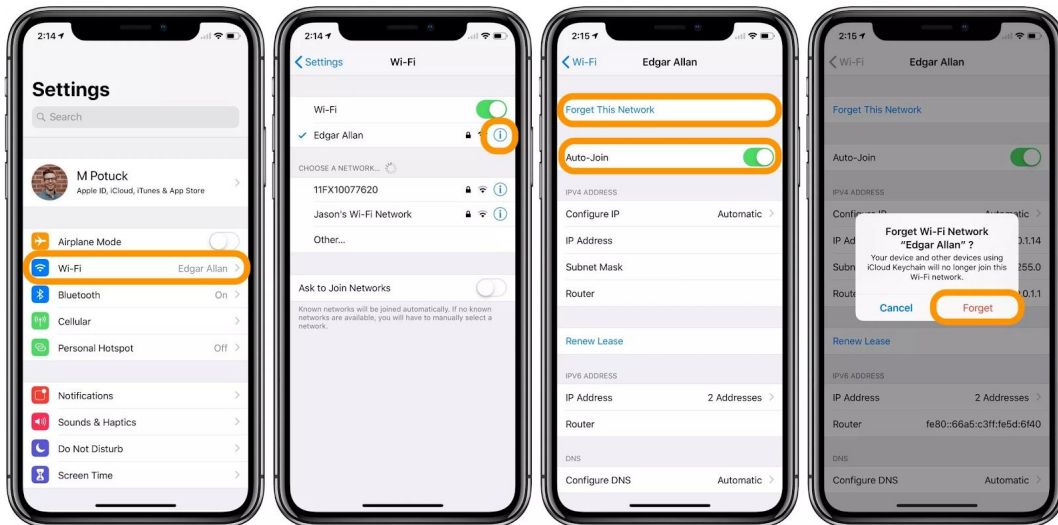 2:14
Settings
Search
M Potuck
Apple ID, iCloud, iTunes & App Store
Airplane Mode
Wi-Fi Edgar Allan
Bluetooth On
Cellular
Personal Hotspot Off
Notifications
Sounds & Haptics
Do Not Disturb
Screen Time
2:14
Settings Wi-Fi
Wi-Fi
Edgar Allan
CHOOSE A NETWORK...
11FX10077620
Jason's Wi-Fi Network
Other...
Ask to Join Networks
Known networks will be joined automatically. If no known
networks are available, you will have to manually select a
network.
2:15
Wi-Fi Edgar Allan
Forget This Network
Auto-Join
IPV4 ADDRESS
Configure IP Automatic
IP Address
Subnet Mask
Router
Renew Lease
IPV6 ADDRESS
IP Address 2 Addresses
Router
DNS
Configure DNS Automatic
2:15
Wi-Fi Edgar Allan
Forget This Network
Auto-Join
IPV4 ADDRESS
Forget Wi-Fi Network
“Edgar Allan” ?
Your device and other devices using
iCloud Keychain will no longer join this
Wi-Fi network.
Cancel Forget
Renew Lease
IPV6 ADDRESS
IP Address 2 Addresses
Router fe80::66a5:c3ff:fe5d:6f40
DNS
Configure DNS Automatic